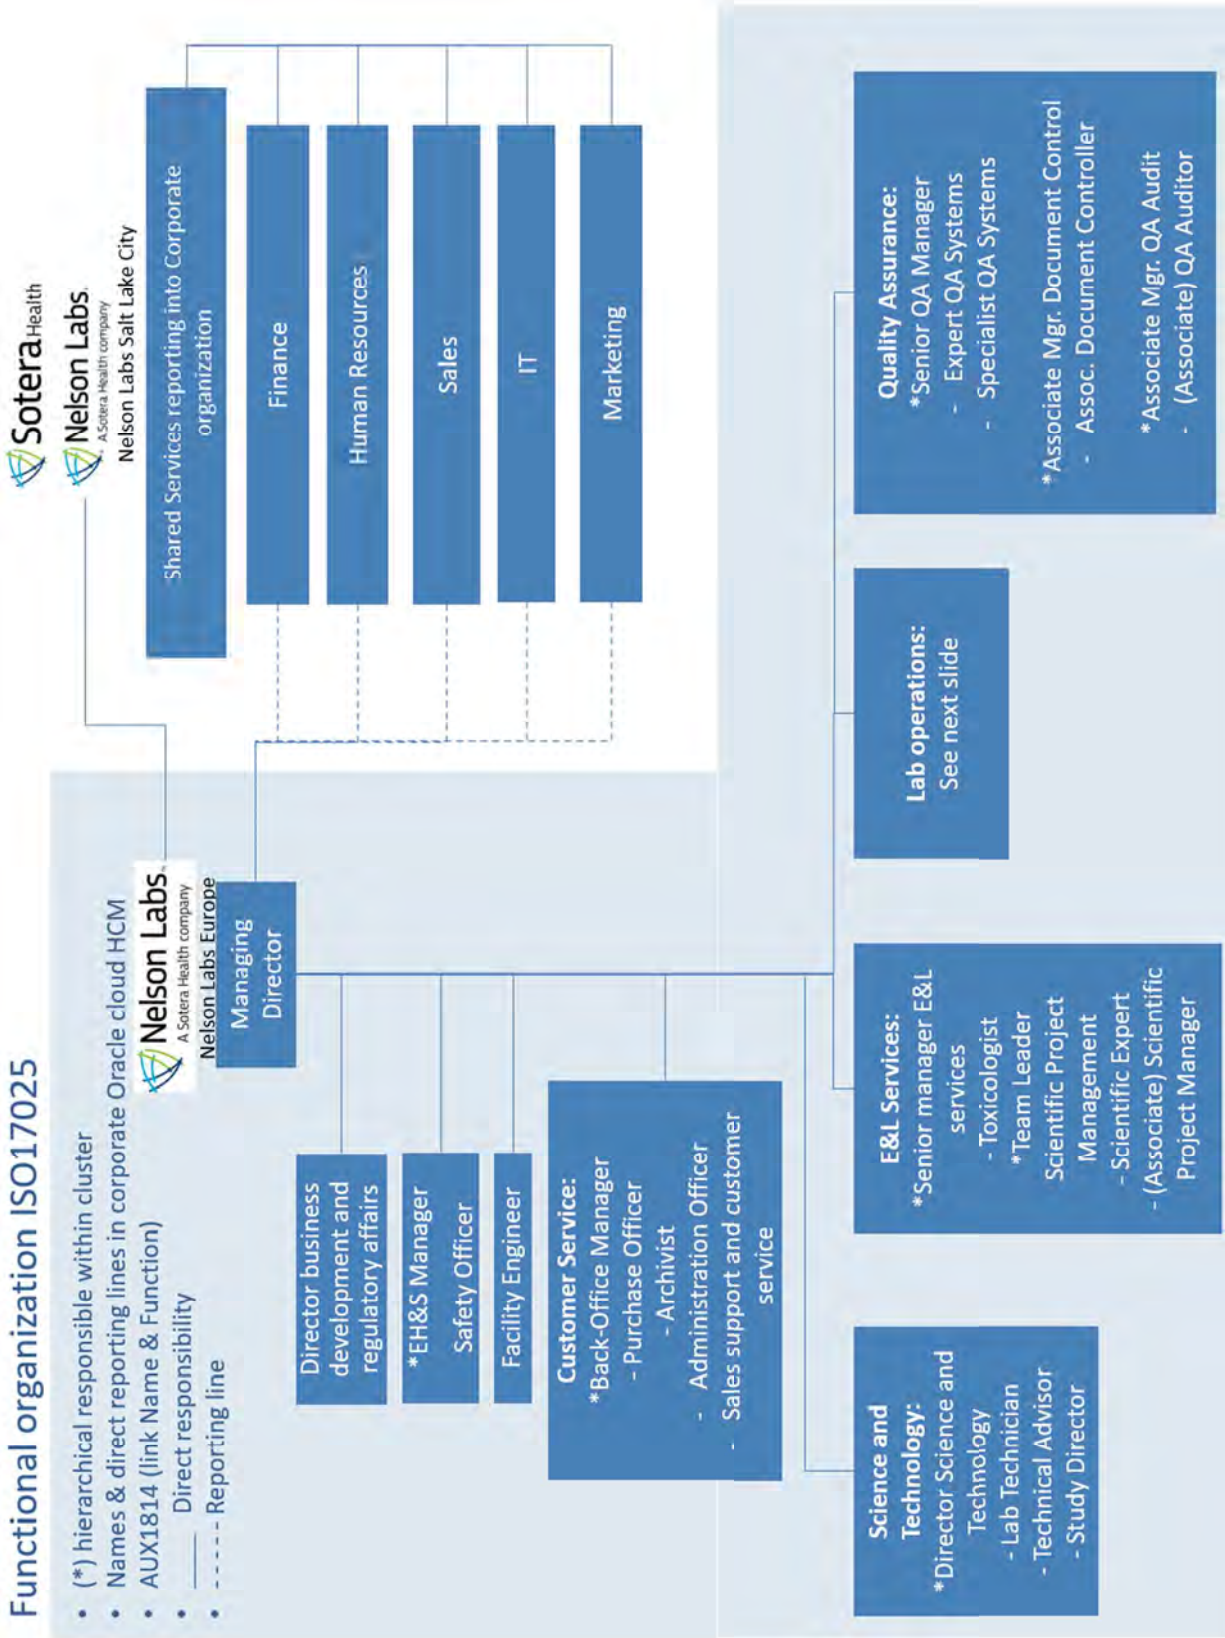 Functional organization ISO17025
• (*) hierarchical responsible within cluster
• Names & direct reporting lines in corporate Oracle cloud HCM
• AUX1814 (link Name & Function)
• Direct responsibility
• ----- Reporting line
SoteraHealth
Nelson Labs.
A Sotera Health company
Nelson Labs Salt Lake City
Nelson Labs
A Sotera Health company
Nelson Labs Europe
Managing
Director
Shared Services reporting into Corporate
organization
Finance
Human Resources
Sales
IT
Marketing
Director business
development and
regulatory affairs
*EH&S Manager
Safety Officer
Facility Engineer
Customer Service:
*Back-Office Manager
- Purchase Officer
- Archivist
- Administration Officer
- Sales support and customer
service
Science and
Technology:
*Director Science and
Technology
- Lab Technician
- Technical Advisor
- Study Director
E&L Services:
*Senior manager E&L
services
- Toxicologist
*Team Leader
Scientific Project
Management
- Scientific Expert
- (Associate) Scientific
Project Manager
Lab operations:
See next slide
Quality Assurance:
*Senior QA Manager
- Expert QA Systems
- Specialist QA Systems
*Associate Mgr. Document Control
- Assoc. Document Controller
*Associate Mgr. QA Audit
- (Associate) QA Auditor